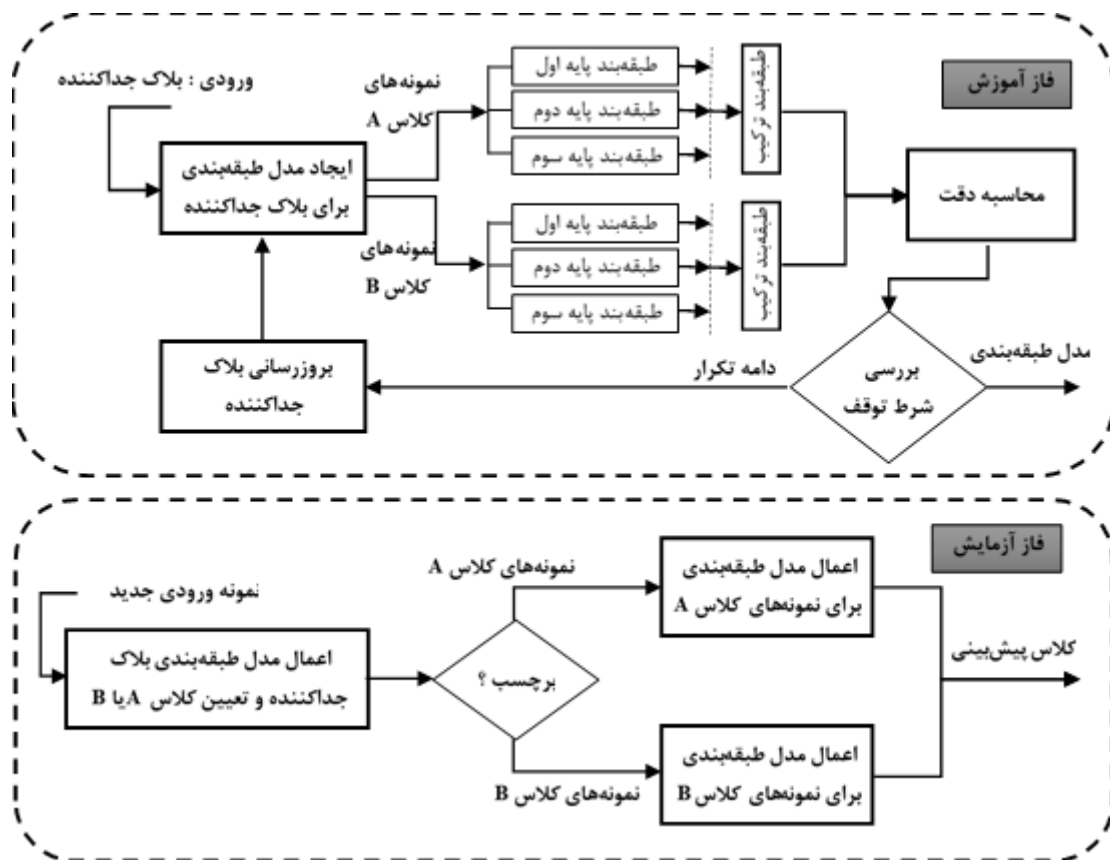 فاز آموزش
ورودی : بلاک جداکننده
ایجاد مدل طبقه‌بندی
برای بلاک جداکننده
نمونه‌های
کلاس A
طبقه‌بند پایه اول
طبقه‌بند پایه دوم
طبقه‌بند پایه سوم
طبقه‌بند ترکیب
نمونه‌های
کلاس B
طبقه‌بند پایه اول
طبقه‌بند پایه دوم
طبقه‌بند پایه سوم
طبقه‌بند ترکیب
محاسبه دقت
بررسی
شرط توقف
مدل طبقه‌بندی
دامه تکرار
بروزرسانی بلاک
جداکننده
فاز آزمایش
نمونه ورودی جدید
اعمال مدل طبقه‌بندی بلاک
جداکننده و تعیین کلاس A یا B
برچسب ؟
نمونه‌های کلاس A
اعمال مدل طبقه‌بندی
برای نمونه‌های کلاس A
نمونه‌های کلاس B
اعمال مدل طبقه‌بندی
برای نمونه‌های کلاس B
کلاس پیش‌بینی